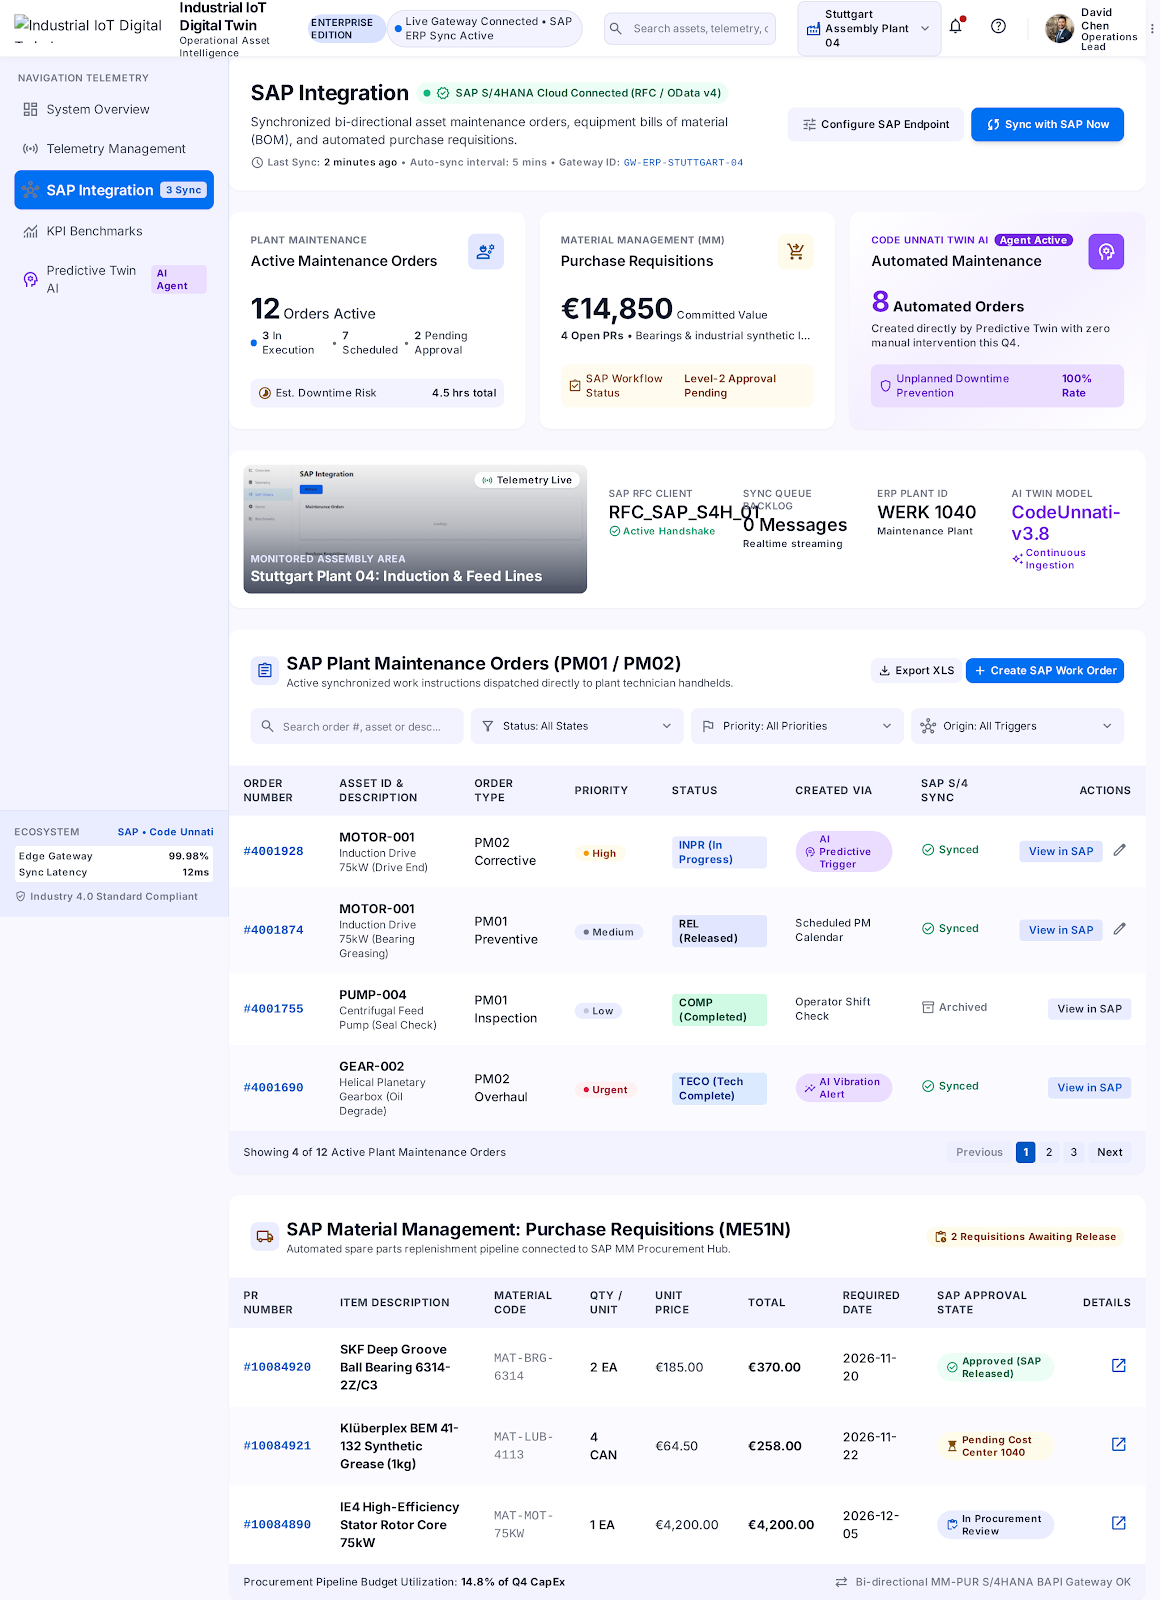 Industrial IoT Digital
Industrial IoT
Digital Twin
Operational Asset
Intelligence
ENTERPRISE
EDITION
Live Gateway Connected • SAP
ERP Sync Active
Search assets, telemetry, c
Stuttgart
Assembly Plant
04
David
Chen
Operations
Lead
NAVIGATION TELEMETRY
System Overview
Telemetry Management
SAP Integration
3 Sync
KPI Benchmarks
Predictive Twin
AI
AI
Agent
ECOSYSTEM
SAP • Code Unnati
Edge Gateway
99.98%
Sync Latency
12ms
Industry 4.0 Standard Compliant
SAP Integration
SAP S/4HANA Cloud Connected (RFC / OData v4)
Synchronized bi-directional asset maintenance orders, equipment bills of material
(BOM), and automated purchase requisitions.
Last Sync: 2 minutes ago • Auto-sync interval: 5 mins • Gateway ID: GW-ERP-STUTTGART-04
Configure SAP Endpoint
Sync with SAP Now
PLANT MAINTENANCE
Active Maintenance Orders
12 Orders Active
3 In
Execution
• 7
Scheduled
• 2 Pending
Approval
Est. Downtime Risk
4.5 hrs total
MATERIAL MANAGEMENT (MM)
Purchase Requisitions
€14,850 Committed Value
4 Open PRs • Bearings & industrial synthetic l...
SAP Workflow
Status
Level-2 Approval
Pending
CODE UNNATI TWIN AI
Agent Active
Automated Maintenance
8 Automated Orders
Created directly by Predictive Twin with zero
manual intervention this Q4.
Unplanned Downtime
Prevention
100%
Rate
SAP Integration
Telemetry Live
MONITORED ASSEMBLY AREA
Stuttgart Plant 04: Induction & Feed Lines
SAP RFC CLIENT
RFC_SAP_S4H_01
Active Handshake
SYNC QUEUE
BACKLOG
0 Messages
Realtime streaming
ERP PLANT ID
WERK 1040
Maintenance Plant
AI TWIN MODEL
CodeUnnati-
v3.8
Continuous
Ingestion
SAP Plant Maintenance Orders (PM01 / PM02)
Active synchronized work instructions dispatched directly to plant technician handhelds.
Export XLS
Create SAP Work Order
Search order #, asset or desc...
Status: All States
Priority: All Priorities
Origin: All Triggers
ORDER
NUMBER
ASSET ID &
DESCRIPTION
ORDER
TYPE
PRIORITY
STATUS
CREATED VIA
SAP S/4
SYNC
ACTIONS
#4001928
MOTOR-001
Induction Drive
75kW (Drive End)
PM02
Corrective
High
INPR (In
Progress)
AI
Predictive
Trigger
Synced
View in SAP
#4001874
MOTOR-001
Induction Drive
75kW (Bearing
Greasing)
PM01
Preventive
Medium
REL
(Released)
Scheduled PM
Calendar
Synced
View in SAP
#4001755
PUMP-004
Centrifugal Feed
Pump (Seal Check)
PM01
Inspection
Low
COMP
(Completed)
Operator Shift
Check
Archived
View in SAP
#4001690
GEAR-002
Helical Planetary
Gearbox (Oil
Degrade)
PM02
Overhaul
Urgent
TECO (Tech
Complete)
AI Vibration
Alert
Synced
View in SAP
Showing 4 of 12 Active Plant Maintenance Orders
Previous
1
2
3
Next
SAP Material Management: Purchase Requisitions (ME51N)
Automated spare parts replenishment pipeline connected to SAP MM Procurement Hub.
2 Requisitions Awaiting Release
PR
NUMBER
ITEM DESCRIPTION
MATERIAL
CODE
QTY /
UNIT
UNIT
PRICE
TOTAL
REQUIRED
DATE
SAP APPROVAL
STATE
DETAILS
#10084920
SKF Deep Groove
Ball Bearing 6314-
2Z/C3
MAT-BRG-
6314
2 EA
€185.00
€370.00
2026-11-
20
Approved (SAP
Released)
#10084921
Klüberplex BEM 41-
132 Synthetic
Grease (1kg)
MAT-LUB-
4113
4
CAN
€64.50
€258.00
2026-11-
22
Pending Cost
Center 1040
#10084890
IE4 High-Efficiency
Stator Rotor Core
75kW
MAT-MOT-
75KW
1 EA
€4,200.00
€4,200.00
2026-12-
05
In Procurement
Review
Procurement Pipeline Budget Utilization: 14.8% of Q4 CapEx
Bi-directional MM-PUR S/4HANA BAPI Gateway OK